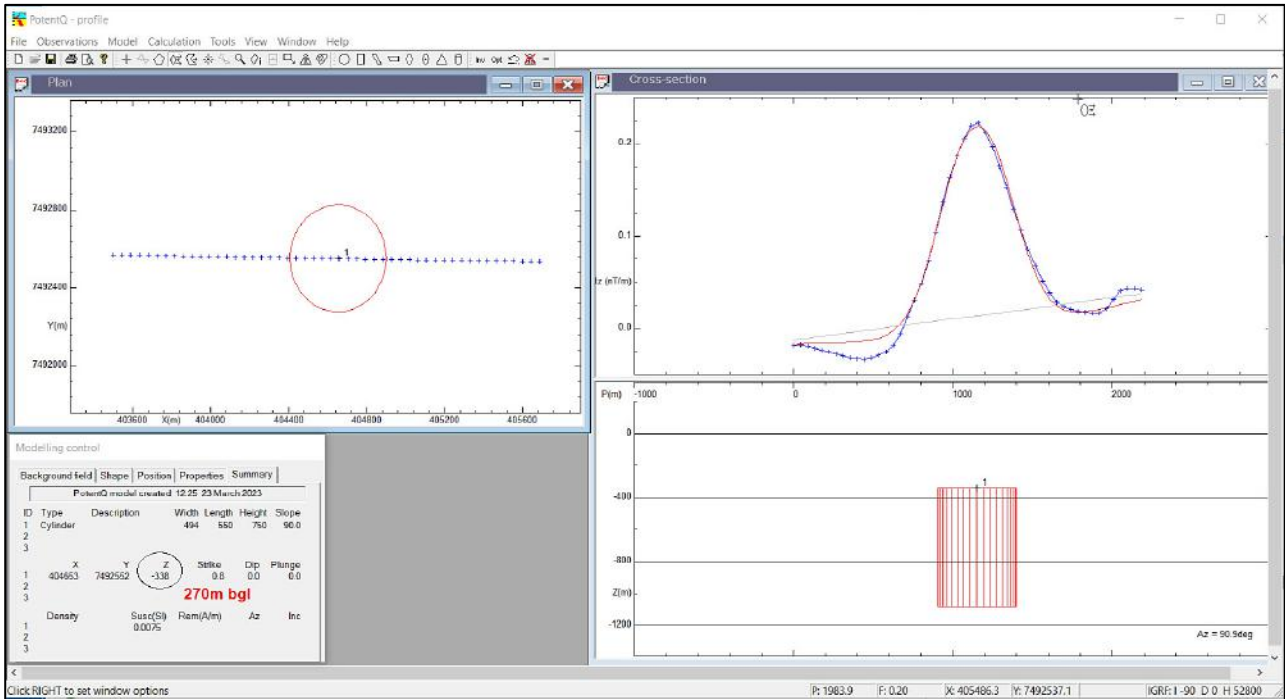 PotentQ - profile
File Observations Model Calculation Tools View Window Help
Inv Opt
Plan
7493200
7492800
7492400
Y(m)
7492000
403600 X(m) 404000 404400 404800 405200 405600
1
Cross-section
0.2
0.1
Bz (nT/m)
0.0
P(m) -1000 0 1000 2000
0
-400
-800
Z(m)
-1200
1
Az = 90.9deg
Modelling control
Background field Shape Position Properties Summary
PotentQ model created 12:25 23 March 2023
ID Type Description Width Length Height Slope
1 Cylinder 494 550 750 90.0
2
3
X Y Z Strike Dip Plunge
1 404653 7492552 -338 0.8 0.0 0.0
2
3
270m bgl
Density Susc(SI) Rem(A/m) Az Inc
1 0.0075
2
3
Click RIGHT to set window options
P: 1983.9 F: 0.20 X: 405486.3 Y: 7492537.1 IGRF: I -90 D 0 H 52800